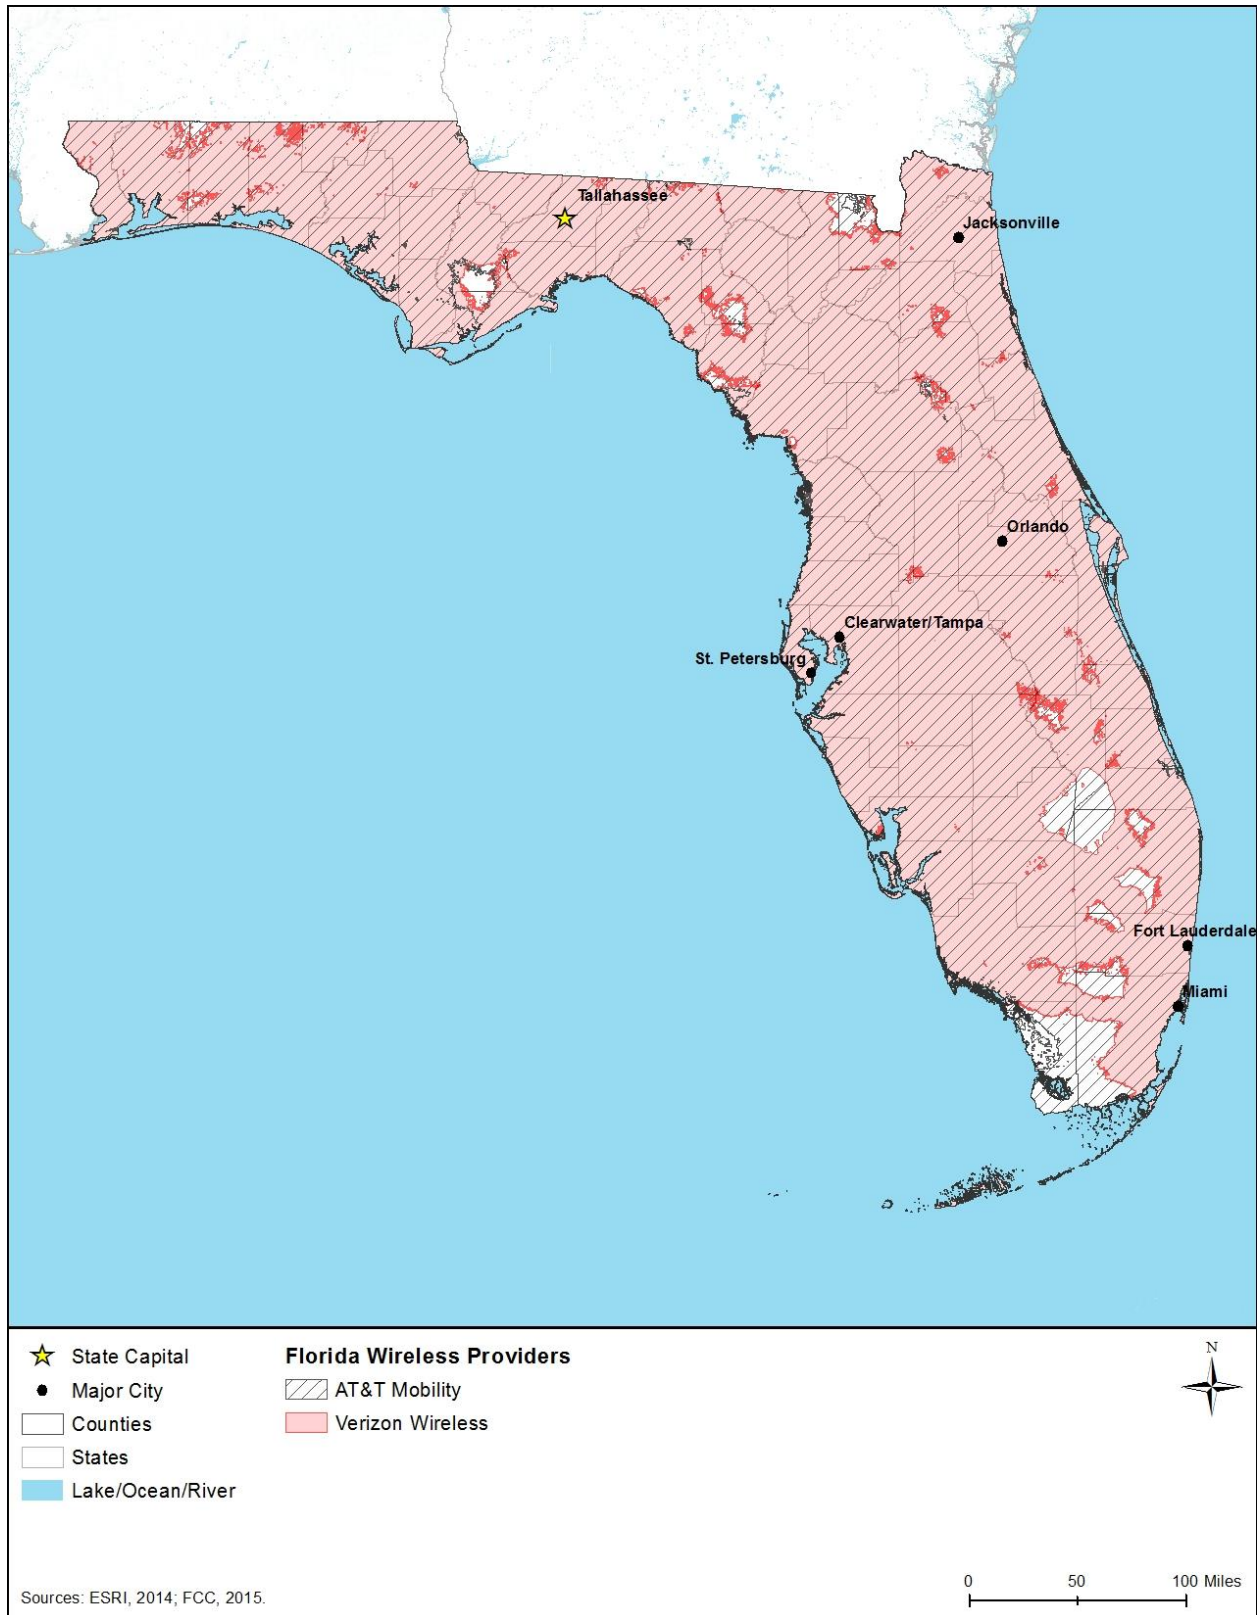 Tallahassee
Jacksonville
Orlando
Clearwater/Tampa
St. Petersburg
Fort Lauderdale
Miami
State Capital
Major City
Counties
States
Lake/Ocean/River
Florida Wireless Providers
AT&T Mobility
Verizon Wireless
N
0 50 100 Miles
Sources: ESRI, 2014; FCC, 2015.